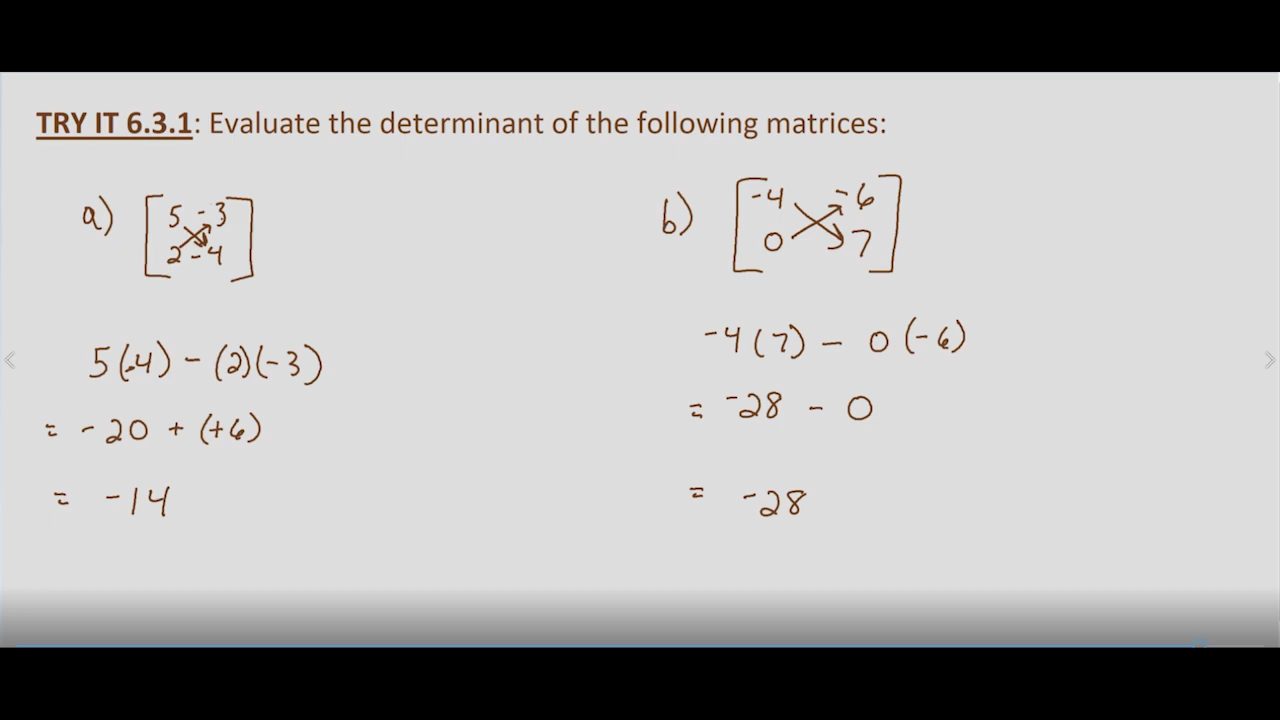 TRY IT 6.3.1: Evaluate the determinant of the following matrices:
a) [5 -3
2 -4]
5(-4) - (2)(-3)
= -20 + (+6)
= -14
b) [-4 -6
0 7]
-4(7) - 0(-6)
= -28 - 0
= -28